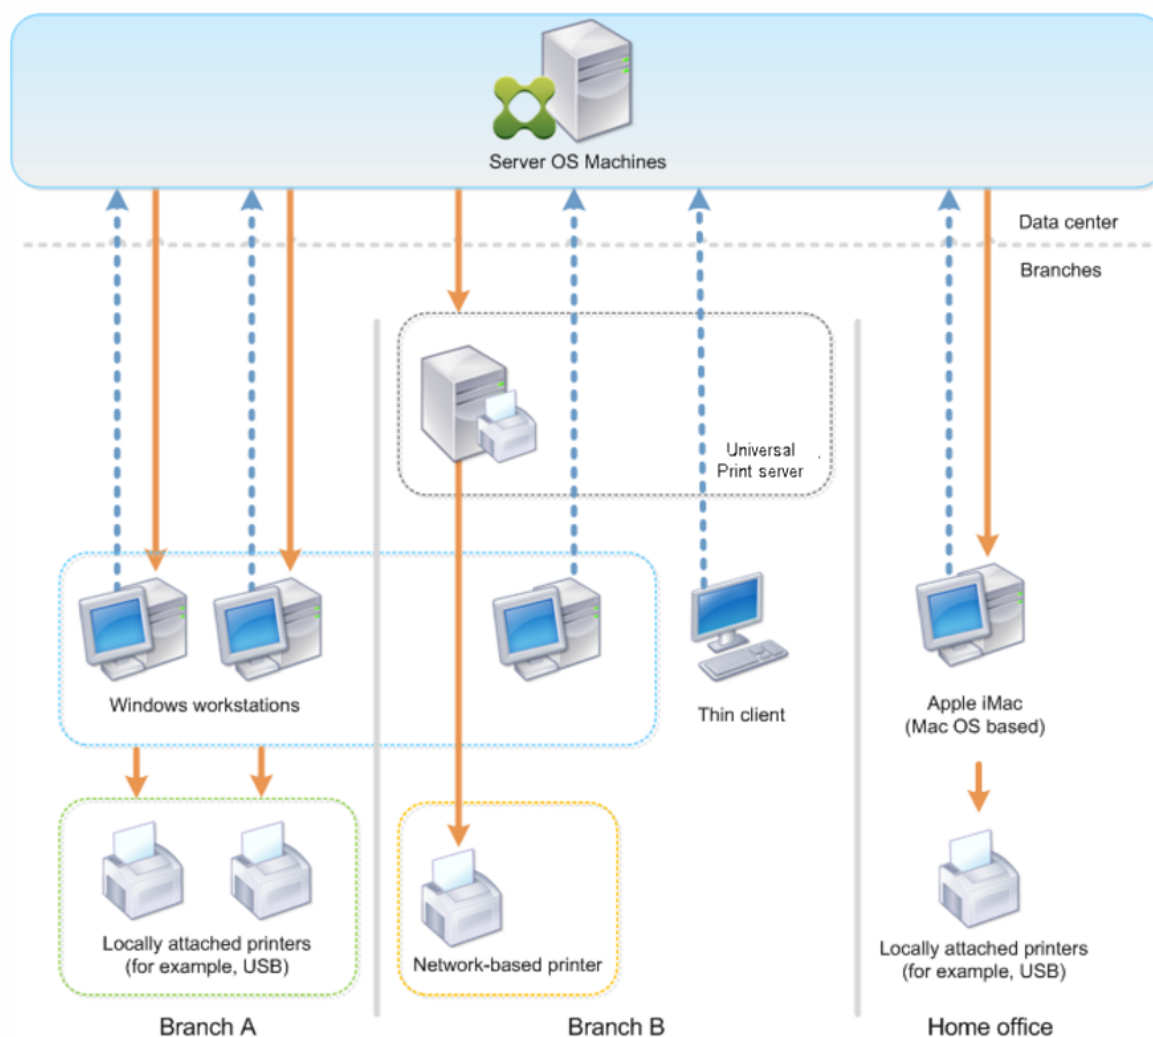 Server OS Machines
Data center
Branches
Universal
Print server
Windows workstations
Thin client
Apple iMac
(Mac OS based)
Locally attached printers
(for example, USB)
Network-based printer
Locally attached printers
(for example, USB)
Branch A
Branch B
Home office